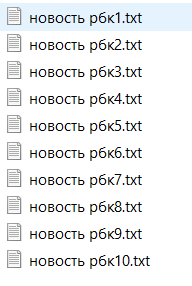 новость рбк1.txt
новость рбк2.txt
новость рбк3.txt
новость рбк4.txt
новость рбк5.txt
новость рбк6.txt
новость рбк7.txt
новость рбк8.txt
новость рбк9.txt
новость рбк10.txt